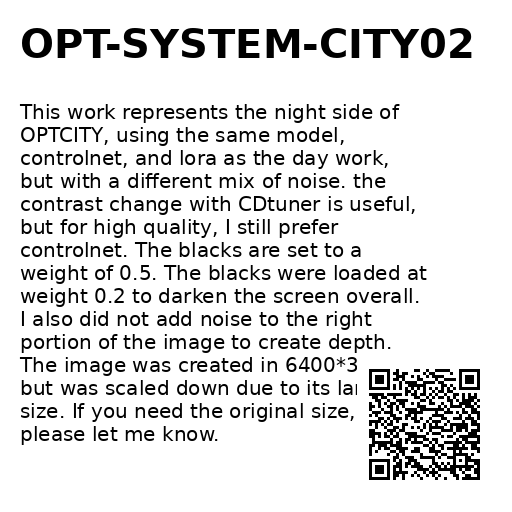 OPT-SYSTEM-CITY02
This work represents the night side of
OPTCITY, using the same model,
controlnet, and lora as the day work,
but with a different mix of noise. the
contrast change with CDtuner is useful,
but for high quality, I still prefer
controlnet. The blacks are set to a
weight of 0.5. The blacks were loaded at
weight 0.2 to darken the screen overall.
I also did not add noise to the right
portion of the image to create depth.
The image was created in 6400*3
but was scaled down due to its
size. If you need the original size,
please let me know.